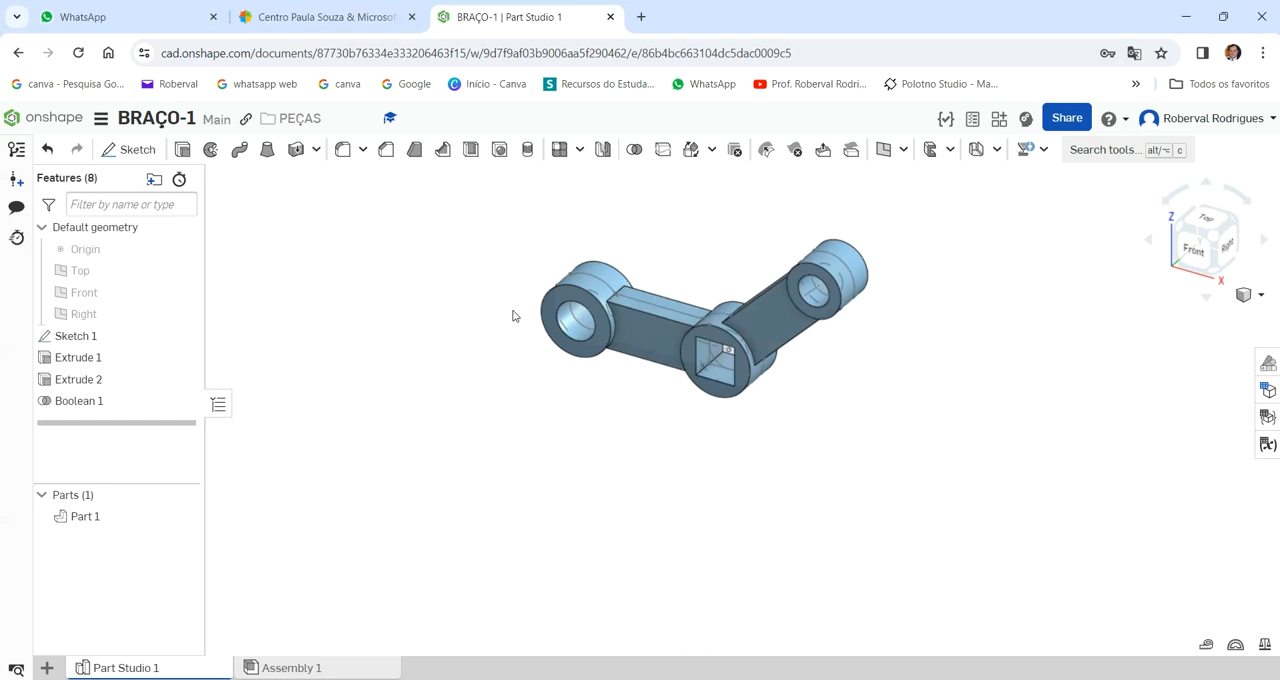 WhatsApp
Centro Paula Souza & Microsof
BRAÇO-1 | Part Studio 1
cad.onshape.com/documents/87730b76334e333206463f15/w/9d7f9af03b9006aa5f290462/e/86b4bc663104dc5dac0009c5
canva - Pesquisa Go...
Roberval
whatsapp web
canva
Google
Início - Canva
Recursos do Estuda...
WhatsApp
Prof. Roberval Rodri...
Polotno Studio - Ma...
»
Todos os favoritos
onshape
BRAÇO-1 Main
PEÇAS
Share
Roberval Rodrigues
Sketch
Search tools... alt/⌥ c
Features (8)
Filter by name or type
Default geometry
Origin
Top
Front
Right
Sketch 1
Extrude 1
Extrude 2
Boolean 1
Parts (1)
Part 1
Z
Top
Front
Right
X
Part Studio 1
Assembly 1